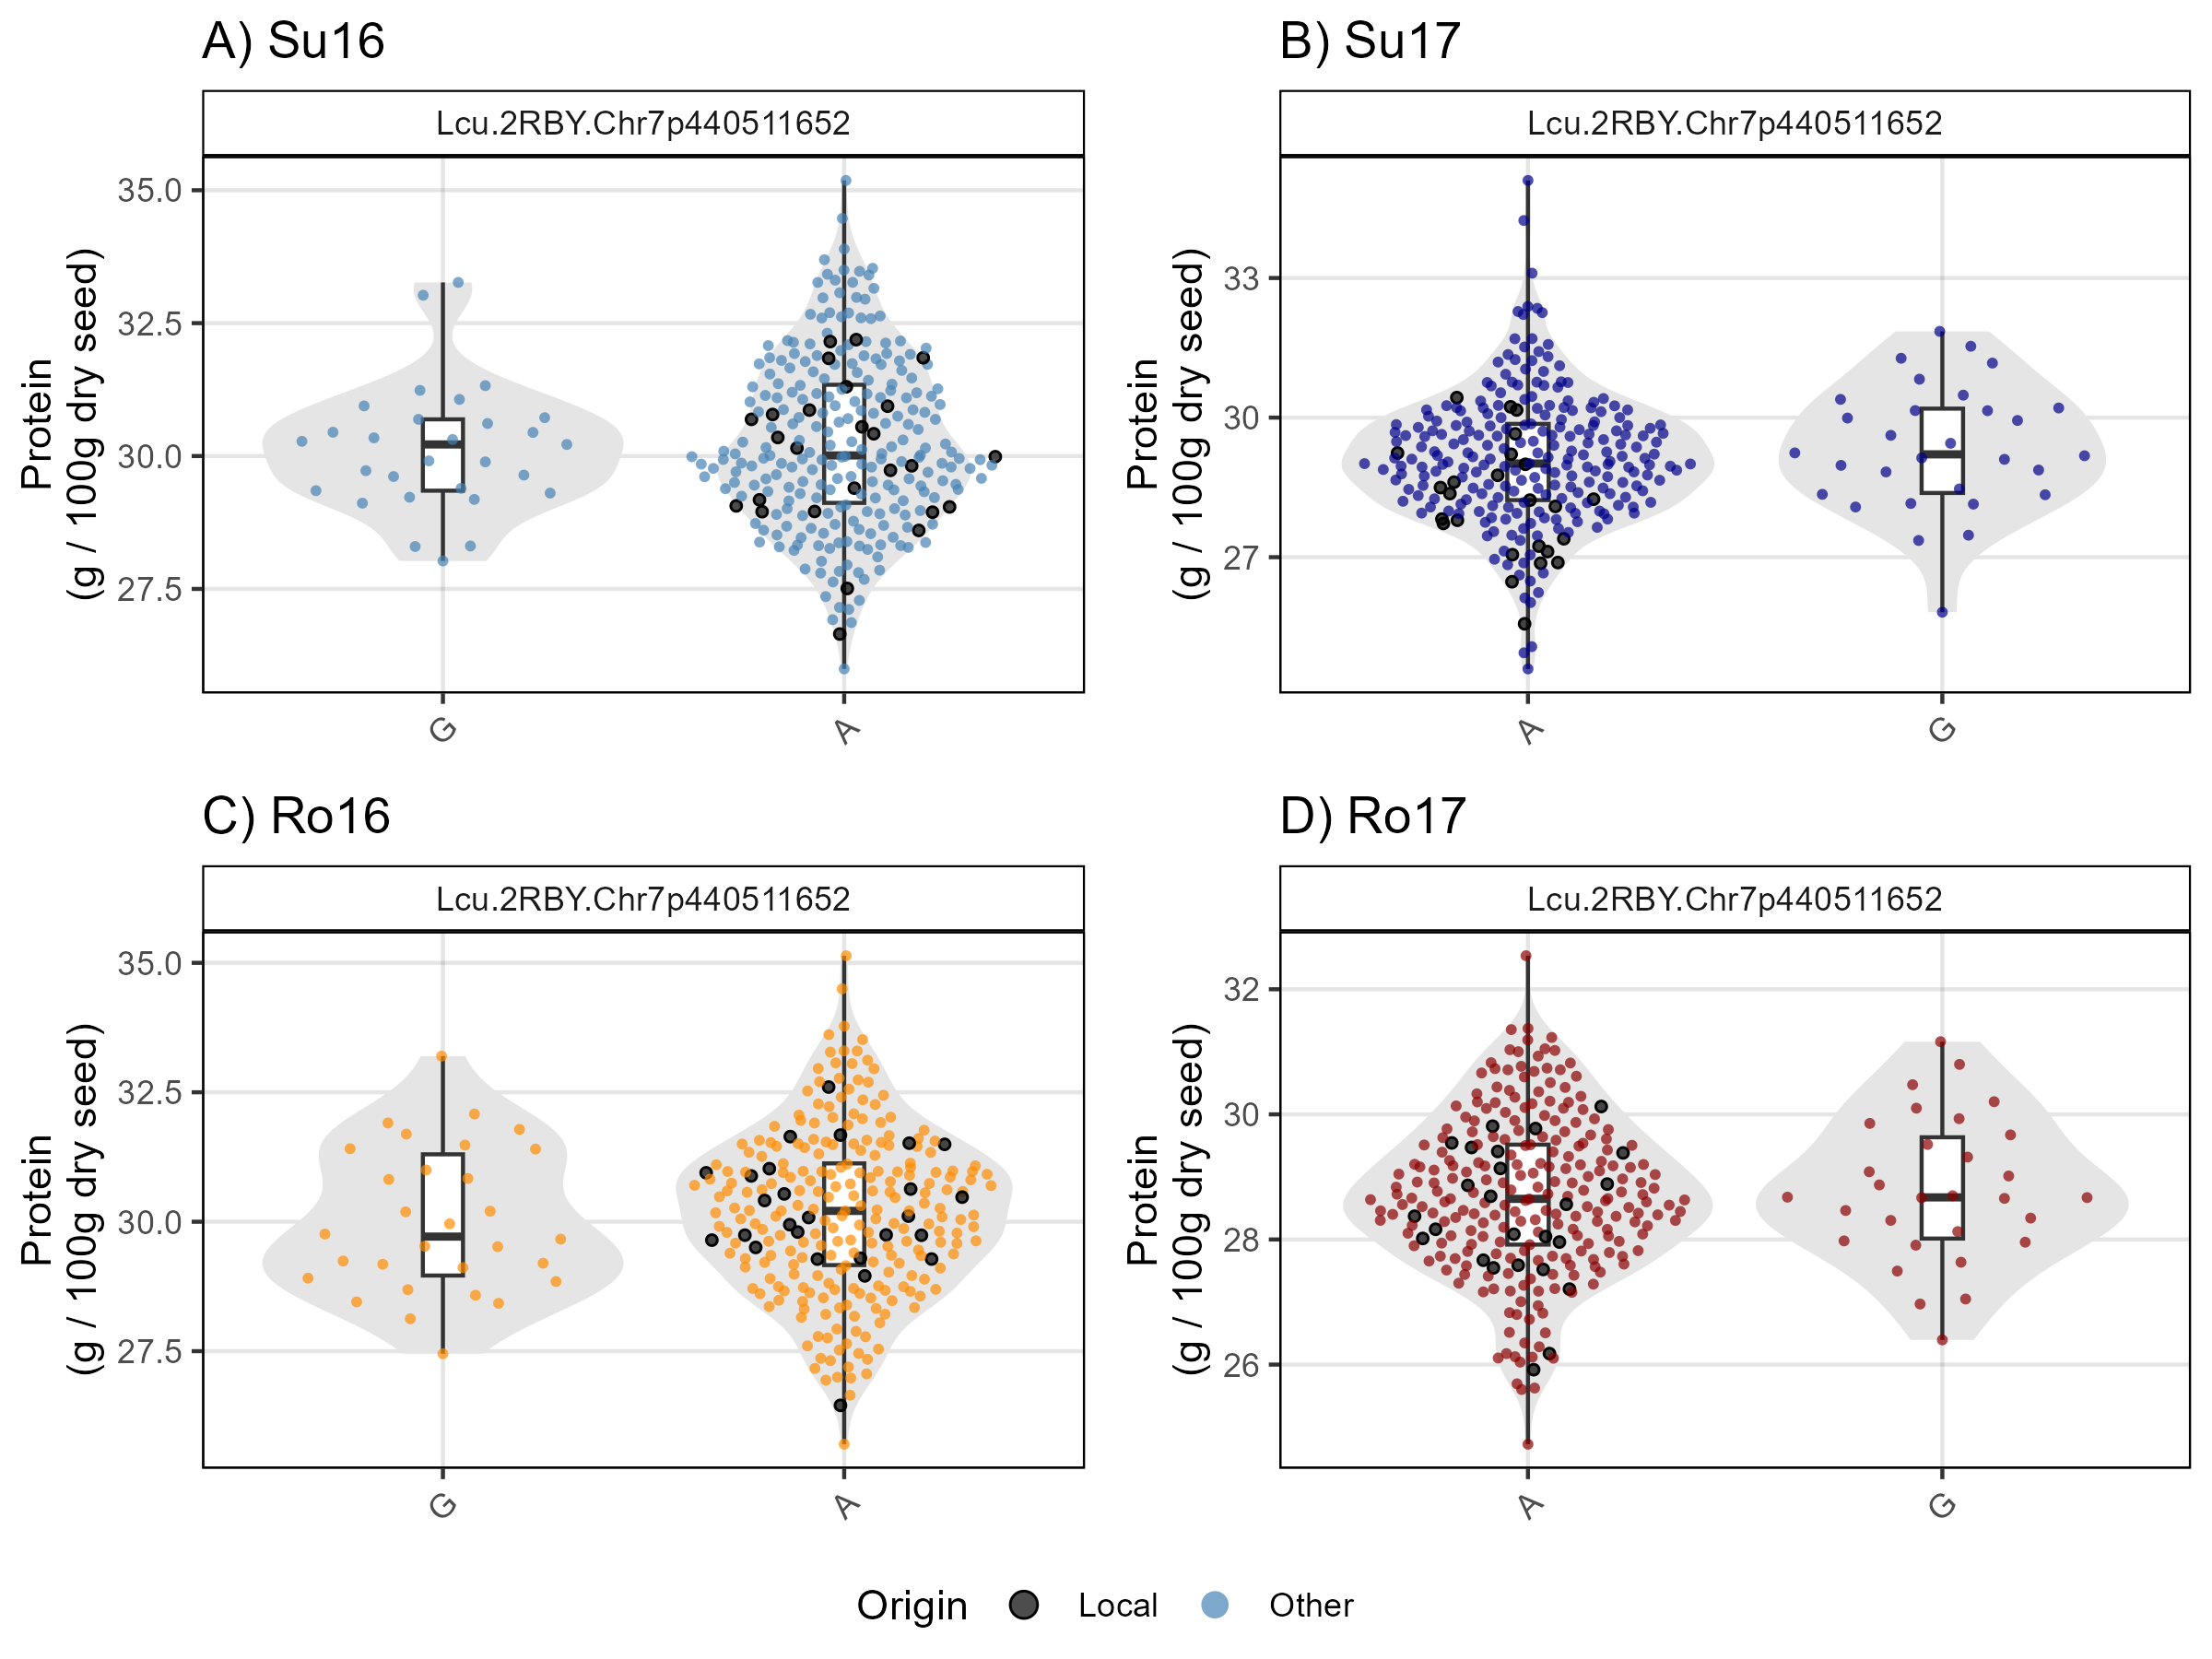 A) Su16
Lcu.2RBY.Chr7p440511652
Protein
(g / 100g dry seed)
35.0
32.5
30.0
27.5
G
A
B) Su17
Lcu.2RBY.Chr7p440511652
Protein
(g / 100g dry seed)
33
30
27
A
G
C) Ro16
Lcu.2RBY.Chr7p440511652
Protein
(g / 100g dry seed)
35.0
32.5
30.0
27.5
G
A
D) Ro17
Lcu.2RBY.Chr7p440511652
Protein
(g / 100g dry seed)
32
30
28
26
A
G
Origin Local Other